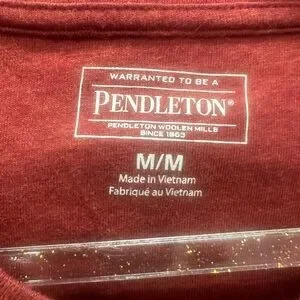 WARRANTED TO BE A
PENDLETON®
PENDLETON WOOLEN MILLS
SINCE 1863
M/M
Made in Vietnam
Fabriqué au Vietnam